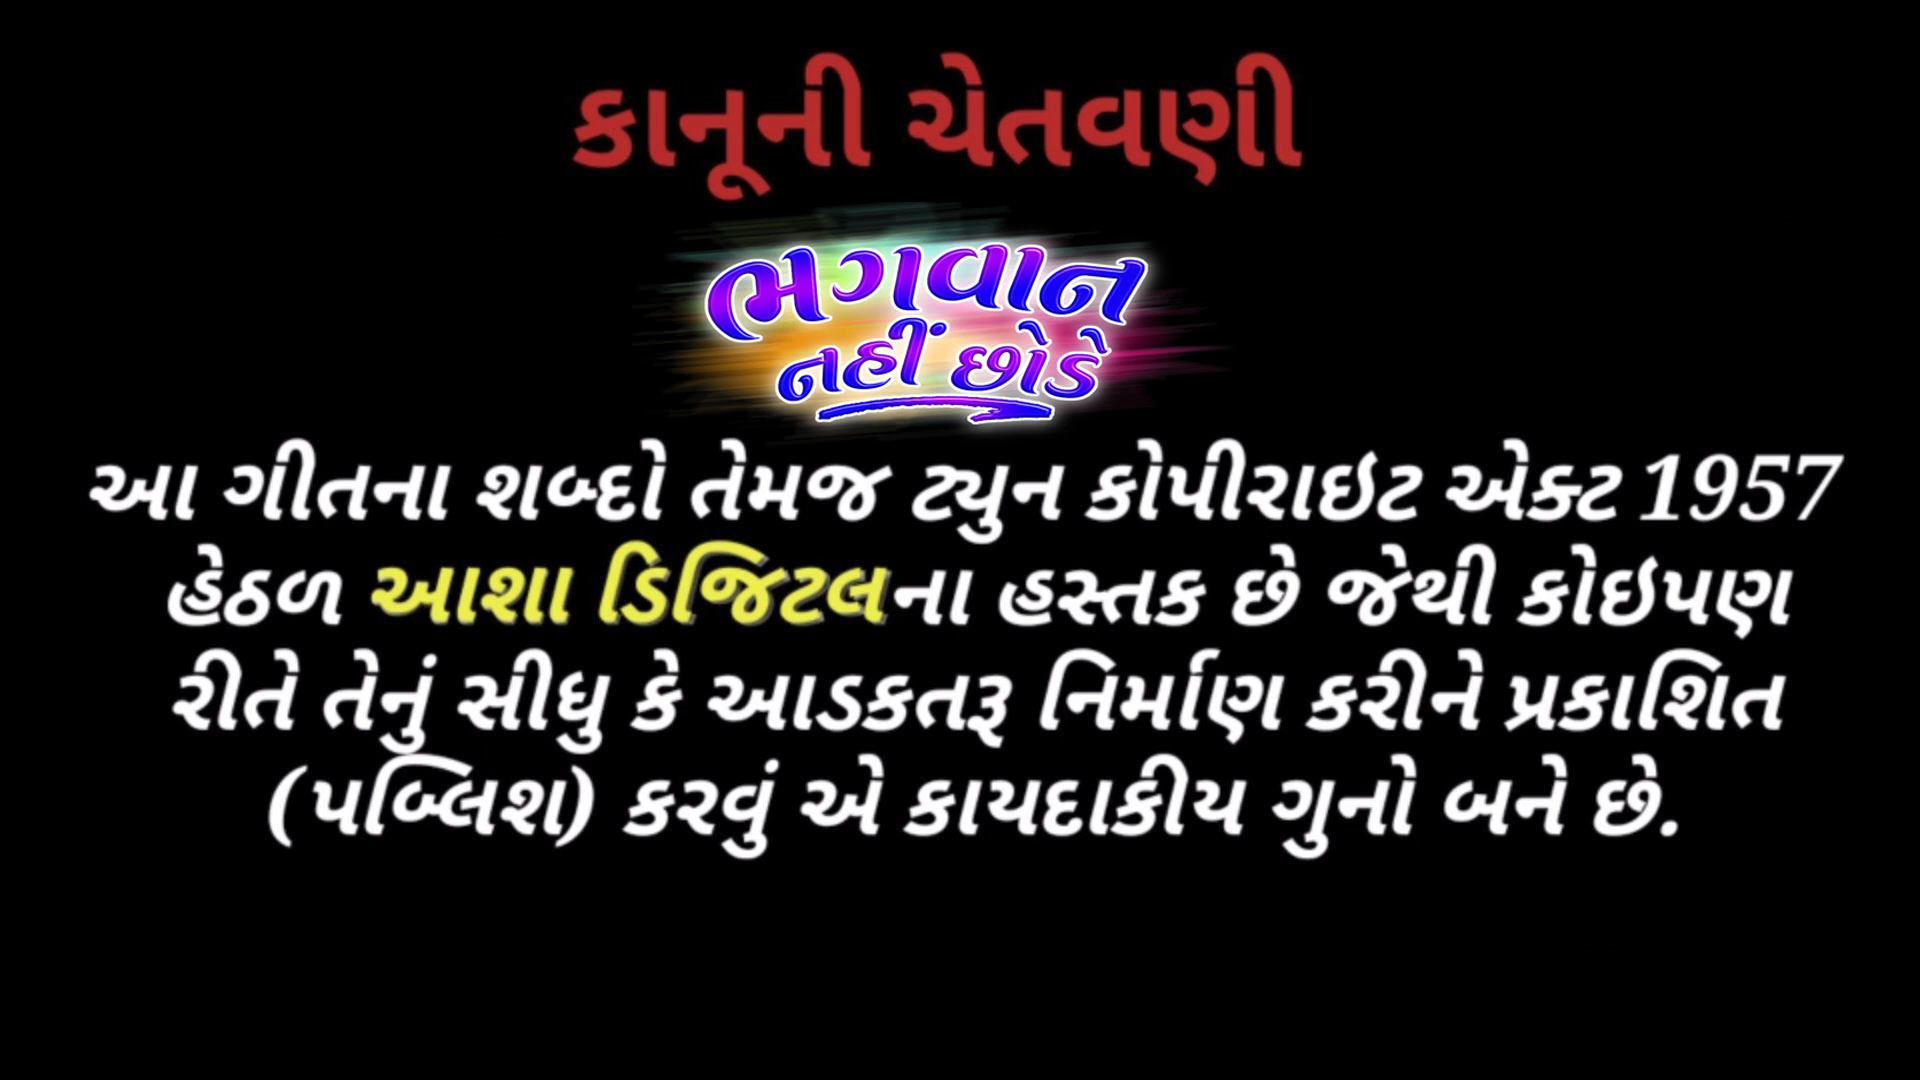 કાનૂની ચેતવણી
ભગવાન
નહીં છોડે
આ ગીતના શબ્દો તેમજ ટ્યુન કોપીરાઇટ એક્ટ 1957
હેઠળ આશા ડિજિટલના હસ્તક છે જેથી કોઇપણ
રીતે તેનું સીધુ કે આડકતરૂ નિર્માણ કરીને પ્રકાશિત
(પબ્લિશ) કરવું એ કાયદાકીય ગુનો બને છે.